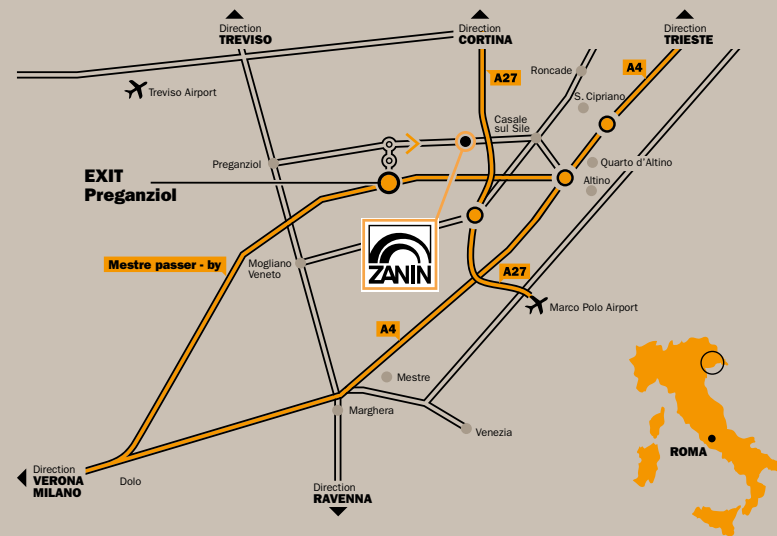 Direction
TREVISO
Direction
CORTINA
Direction
TRIESTE
A27
Roncade
A4
Treviso Airport
S. Cipriano
Casale
sul Sile
Preganziol
Quarto d'Altino
EXIT
Preganziol
Altino
ZANIN
Mestre passer - by
Mogliano
Veneto
A27
Marco Polo Airport
A4
Mestre
Marghera
Venezia
ROMA
Direction
VERONA
MILANO
Dolo
Direction
RAVENNA